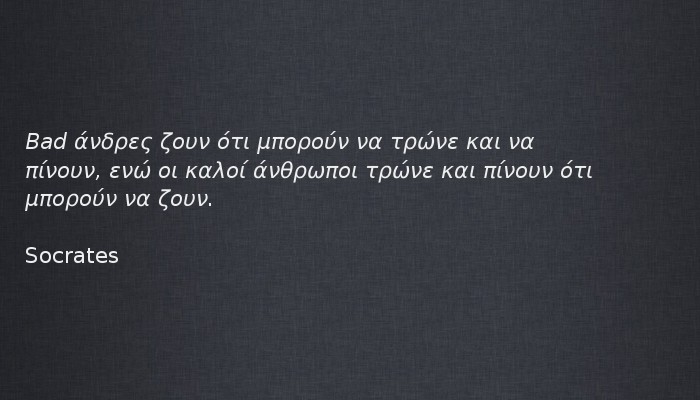 Bad άνδρες ζουν ότι μπορούν να τρώνε και να
πίνουν, ενώ οι καλοί άνθρωποι τρώνε και πίνουν ότι
μπορούν να ζουν.
Socrates